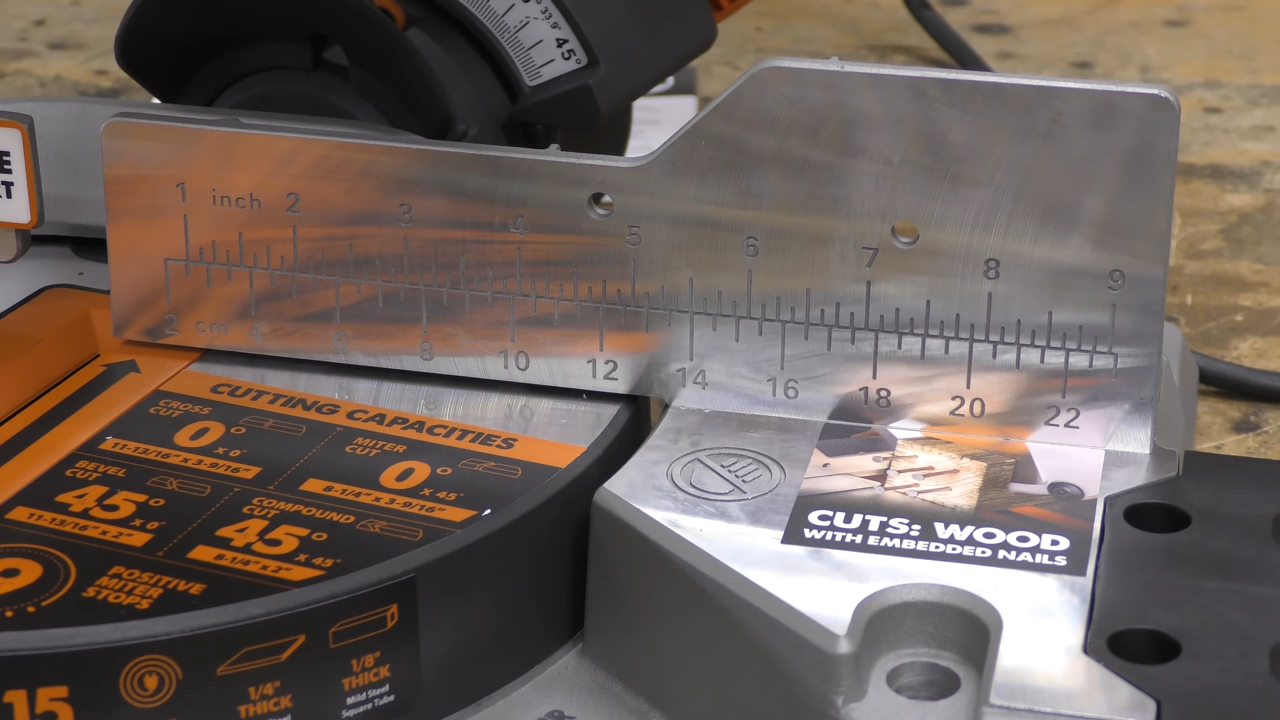 33.9°
45°
E
RT
1 inch 2 3 4 5 6 7 8 9
2 cm 4 6 8 10 12 14 16 18 20 22
CUTTING CAPACITIES
CROSS
CUT
0°
X 0°
11-13/16" X 3-9/16"
MITER
CUT
0°
X 45°
8-1/4" X 3-9/16"
BEVEL
CUT
45°
X 0°
11-13/16" X 2"
COMPOUND
CUT
45°
X 45°
8-1/4" X 2"
9
POSITIVE
MITER
STOPS
15
1/4"
THICK
1/8"
THICK
Mild Steel
Square Tube
CUTS: WOOD
WITH EMBEDDED NAILS